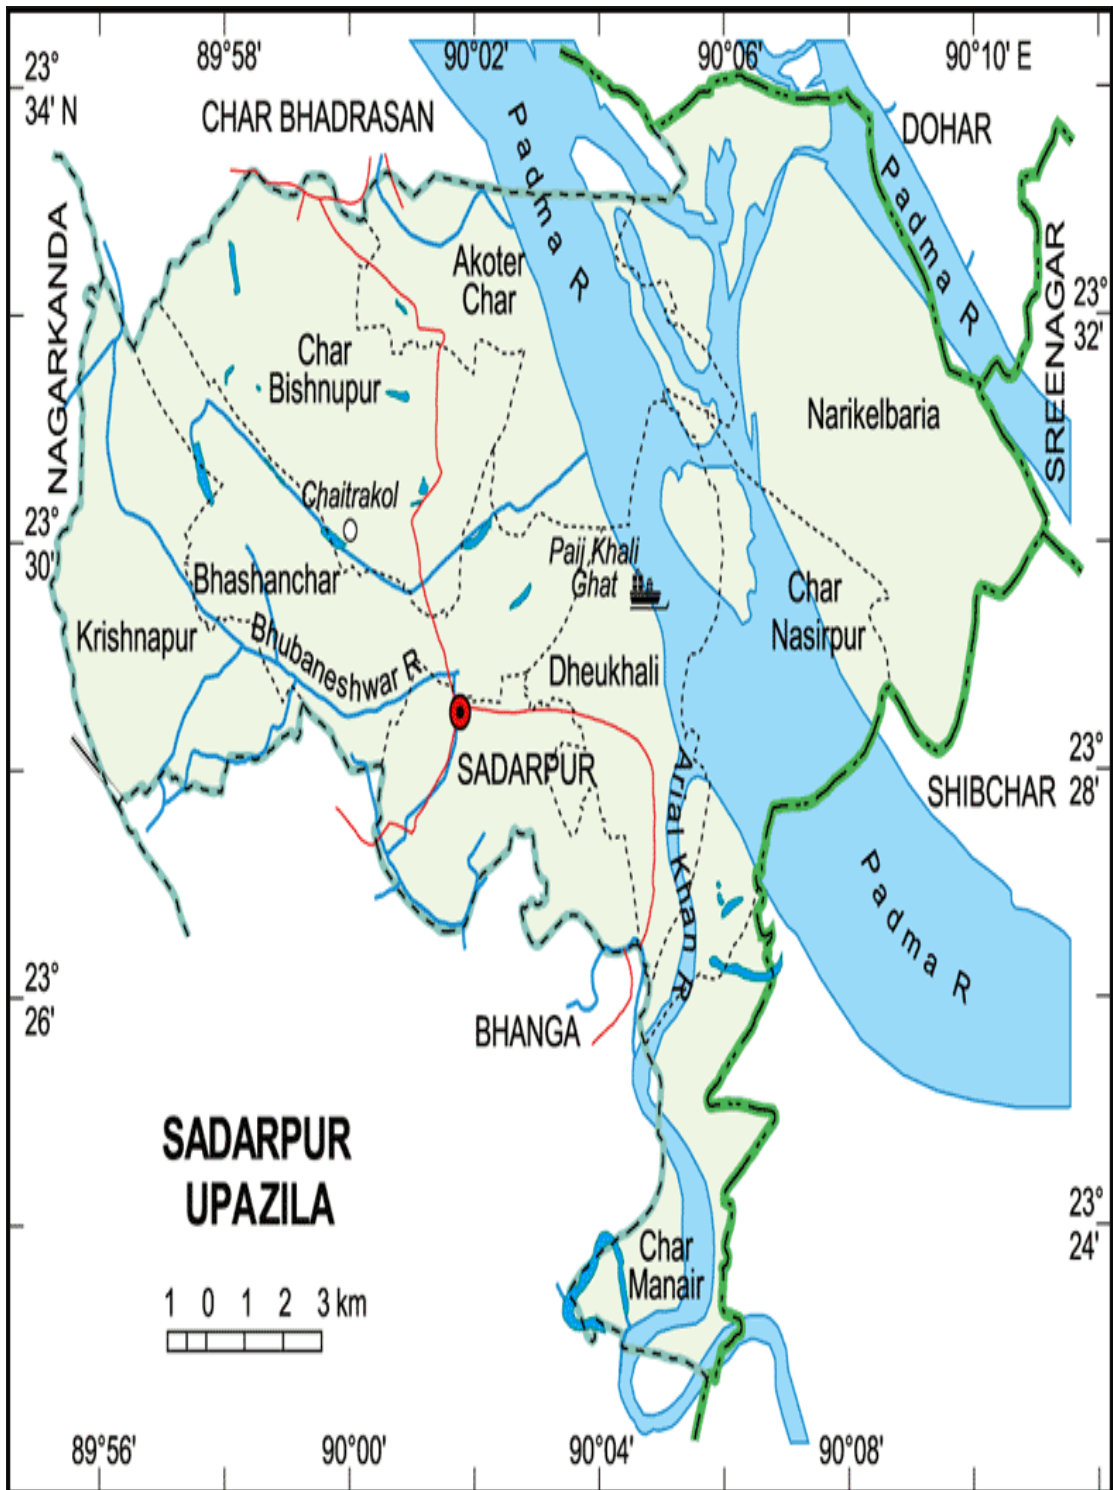 89°58'
90°02'
90°06'
90°10' E
23°
34' N
CHAR BHADRASAN
DOHAR
Padma R
Padma R
NAGARKANDA
SREENAGAR
Akoter
Char
23°
32'
Char
Bishnupur
Narikelbaria
Chaitrakol
23°
30'
Paij Khali
Ghat
Bhashanchar
Char
Nasirpur
Krishnapur
Bhubaneshwar R
Dheukhali
SADARPUR
Arial Khan R
SHIBCHAR
23°
28'
Padma R
23°
26'
BHANGA
SADARPUR
UPAZILA
23°
24'
Char
Manair
1 0 1 2 3 km
89°56'
90°00'
90°04'
90°08'